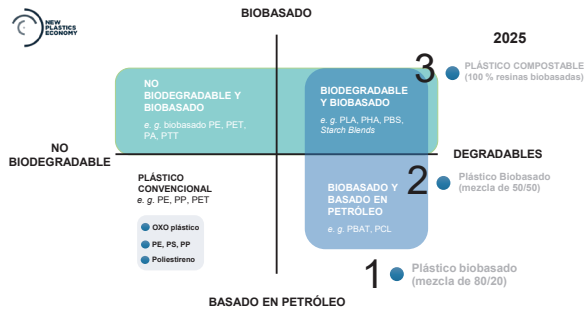 NEW
PLASTICS
ECONOMY
BIOBASADO
2025
3
PLÁSTICO COMPOSTABLE
(100 % resinas biobasadas)
NO
BIODEGRADABLE Y
BIOBASADO
e. g. biobasado PE, PET,
PA, PTT
BIODEGRADABLE
Y BIOBASADO
e. g. PLA, PHA, PBS,
Starch Blends
NO
BIODEGRADABLE
DEGRADABLES
PLÁSTICO
CONVENCIONAL
e. g. PE, PP, PET
OXO plástico
PE, PS, PP
Poliestireno
BIOBASADO Y
BASADO EN
PETRÓLEO
e. g. PBAT, PCL
2
Plástico Biobasado
(mezcla de 50/50)
1
Plástico biobasado
(mezcla de 80/20)
BASADO EN PETRÓLEO